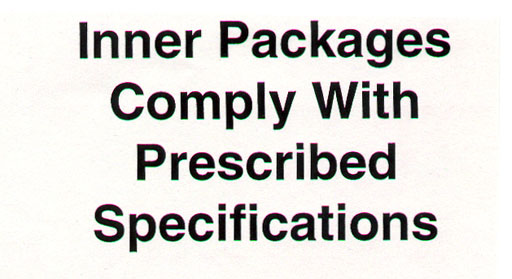 Inner Packages
Comply With
Prescribed
Specifications